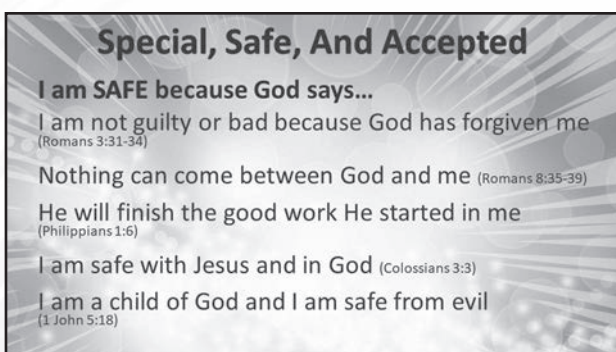 Special, Safe, And Accepted
I am SAFE because God says...
I am not guilty or bad because God has forgiven me
(Romans 3:31-34)
Nothing can come between God and me (Romans 8:35-39)
He will finish the good work He started in me
(Philippians 1:6)
I am safe with Jesus and in God (Colossians 3:3)
I am a child of God and I am safe from evil
(1 John 5:18)